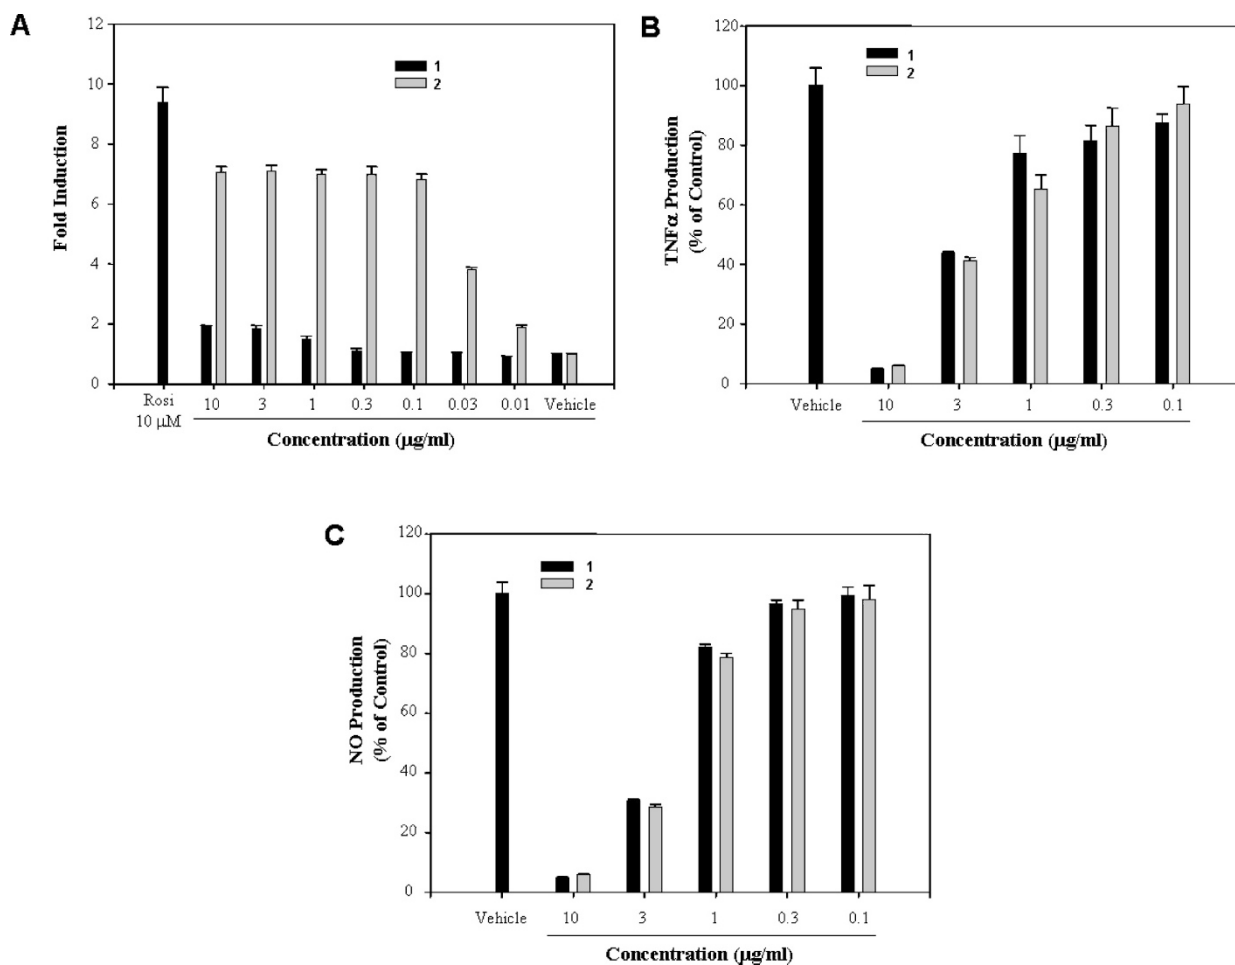 A
12
10
8
6
4
2
0
Fold Induction
1
2
Rosi
10 µM
10 3 1 0.3 0.1 0.03 0.01 Vehicle
Concentration (µg/ml)
B
120
100
80
60
40
20
0
TNFα Production
(% of Control)
1
2
Vehicle 10 3 1 0.3 0.1
Concentration (µg/ml)
C
120
100
80
60
40
20
0
NO Production
(% of Control)
1
2
Vehicle 10 3 1 0.3 0.1
Concentration (µg/ml)